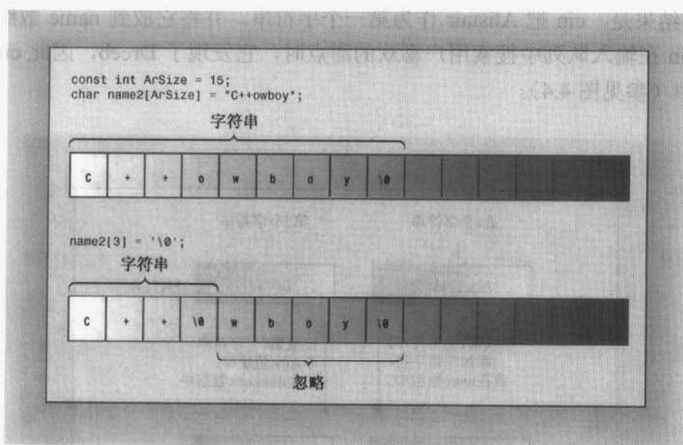 const int ArSize = 15;
char name2[ArSize] = "C++owboy";
字符串
C + + o w b o y \0
name2[3] = '\0';
字符串
C + + \0 w b o y \0
忽略